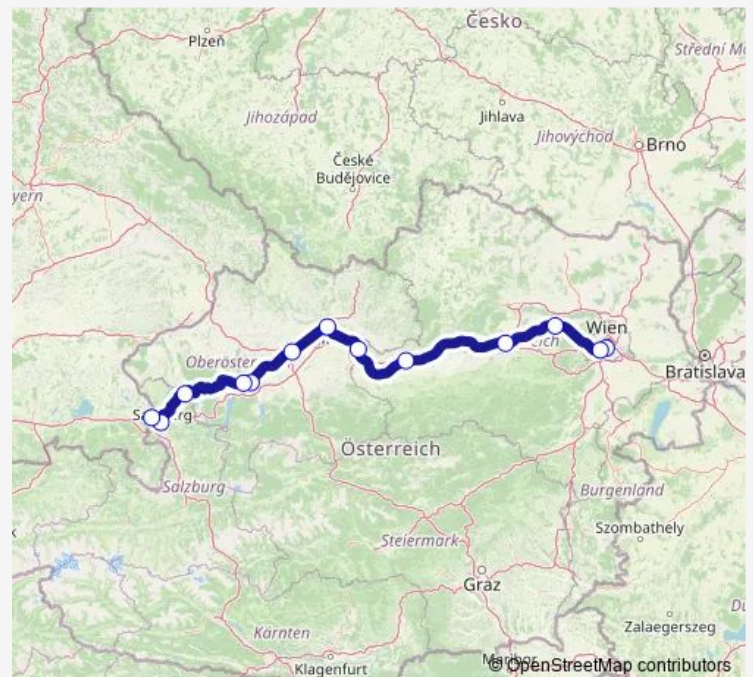 Česko
Plzeň
Střední
Jihozápad
Jihlava
Jihovýchod
Brno
České
Budějovice
yern
Wien
Oberöster
Bratislava
Österreich
Salzburg
Burgenland
Szombathely
Steiermark
Graz
Zalaegerszeg
Kärnten
Klagenfurt
© OpenStreetMap contributors